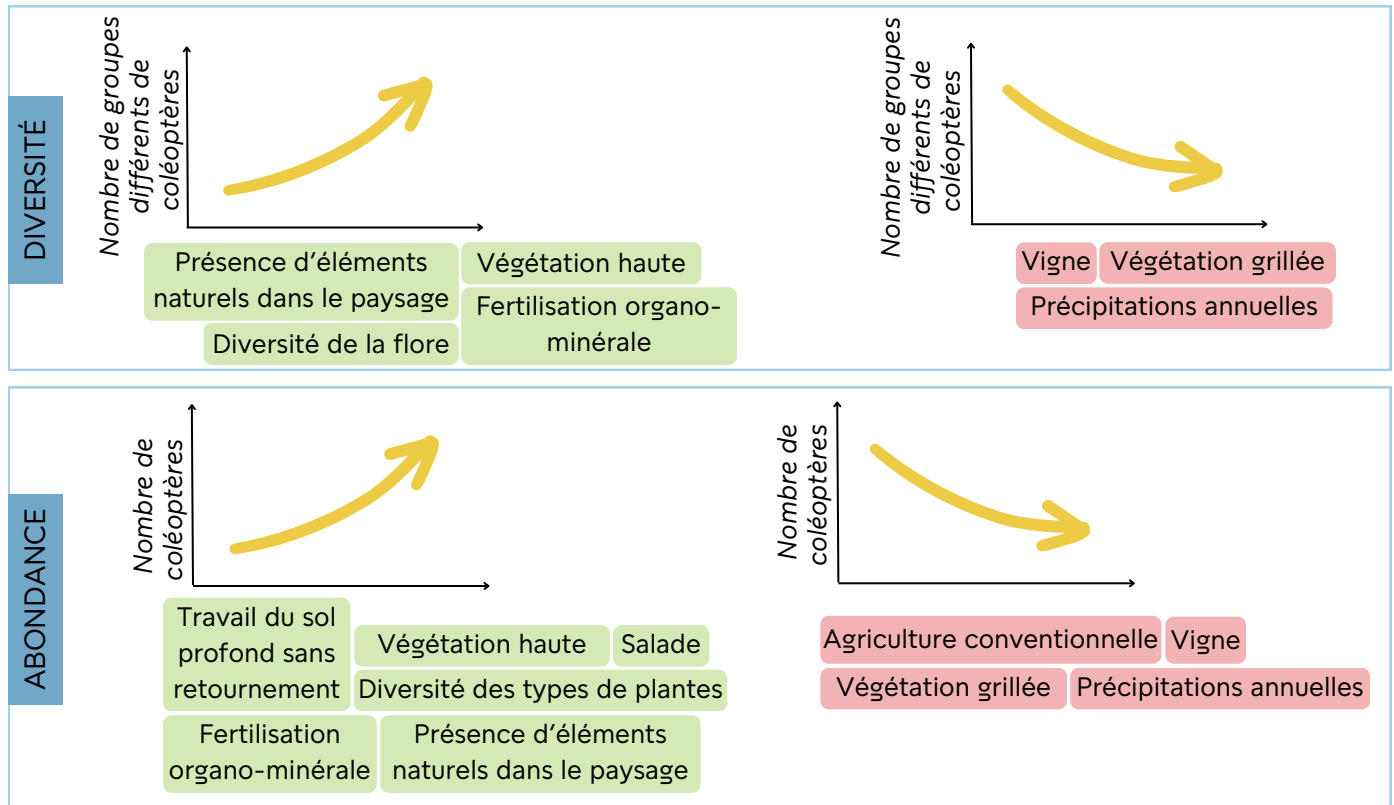 DIVERSITÉ
Nombre de groupes
différents de
coléoptères
Présence d'éléments
naturels dans le paysage
Végétation haute
Fertilisation organo-
minérale
Diversité de la flore
Nombre de groupes
différents de
coléoptères
Vigne
Végétation grillée
Précipitations annuelles
ABONDANCE
Nombre de
coléoptères
Travail du sol
profond sans
retournement
Végétation haute
Salade
Diversité des types de plantes
Fertilisation
organo-minérale
Présence d'éléments
naturels dans le paysage
Nombre de
coléoptères
Agriculture conventionnelle
Vigne
Végétation grillée
Précipitations annuelles